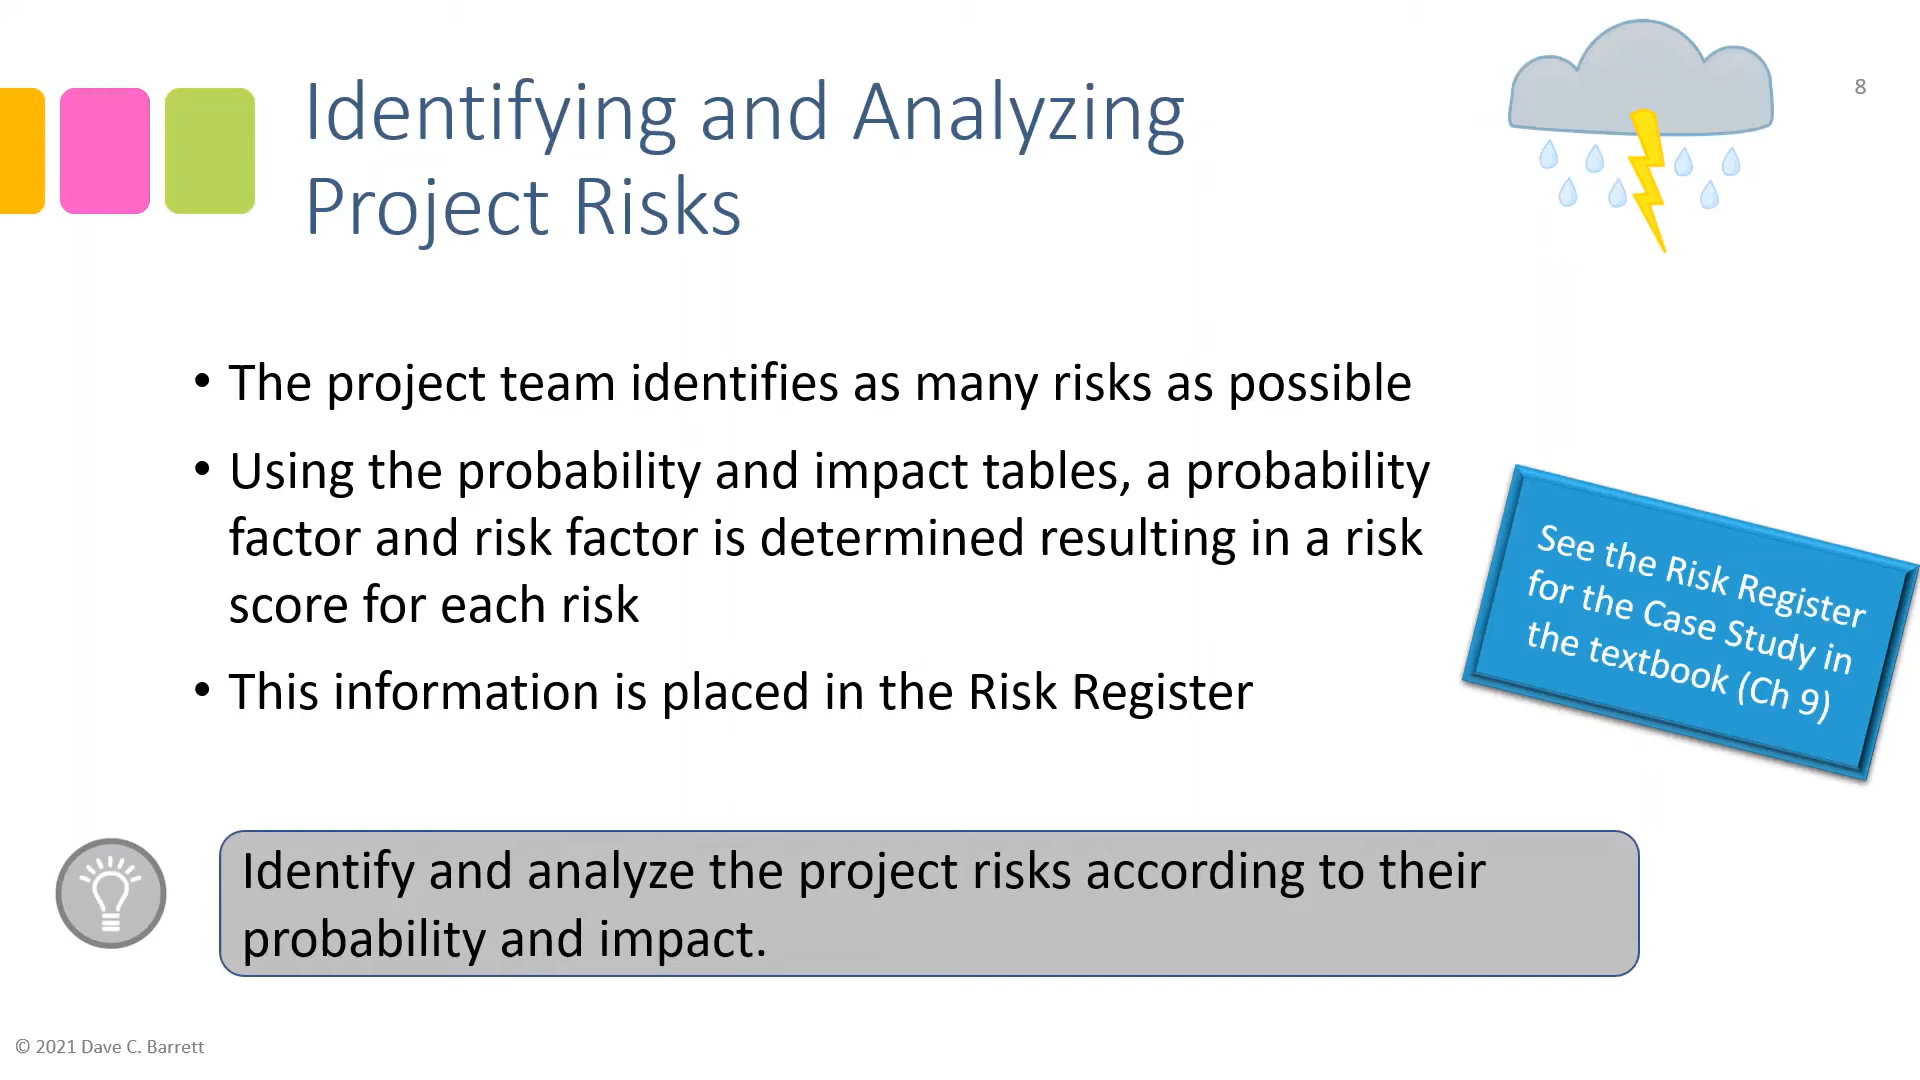 8
Identifying and Analyzing
Project Risks
• The project team identifies as many risks as possible
• Using the probability and impact tables, a probability
factor and risk factor is determined resulting in a risk
score for each risk
• This information is placed in the Risk Register
See the Risk Register
for the Case Study in
the textbook (Ch 9)
Identify and analyze the project risks according to their
probability and impact.
© 2021 Dave C. Barrett